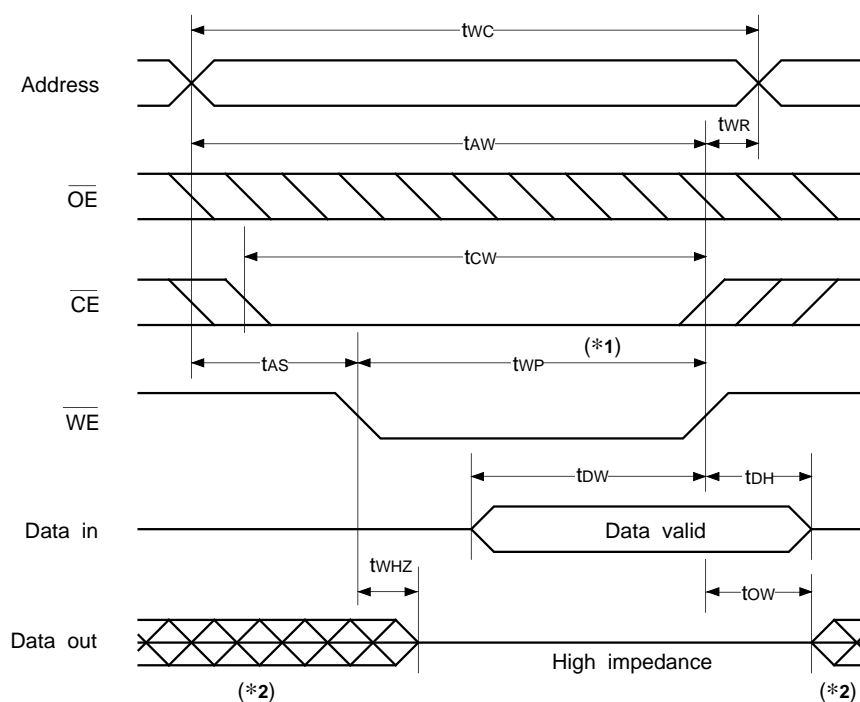 tWC
Address
tWR
tAW
OE
tCW
CE
(*1)
tAS
tWP
WE
tDW
tDH
Data in
Data valid
tWHZ
tOW
Data out
High impedance
(*2)
(*2)